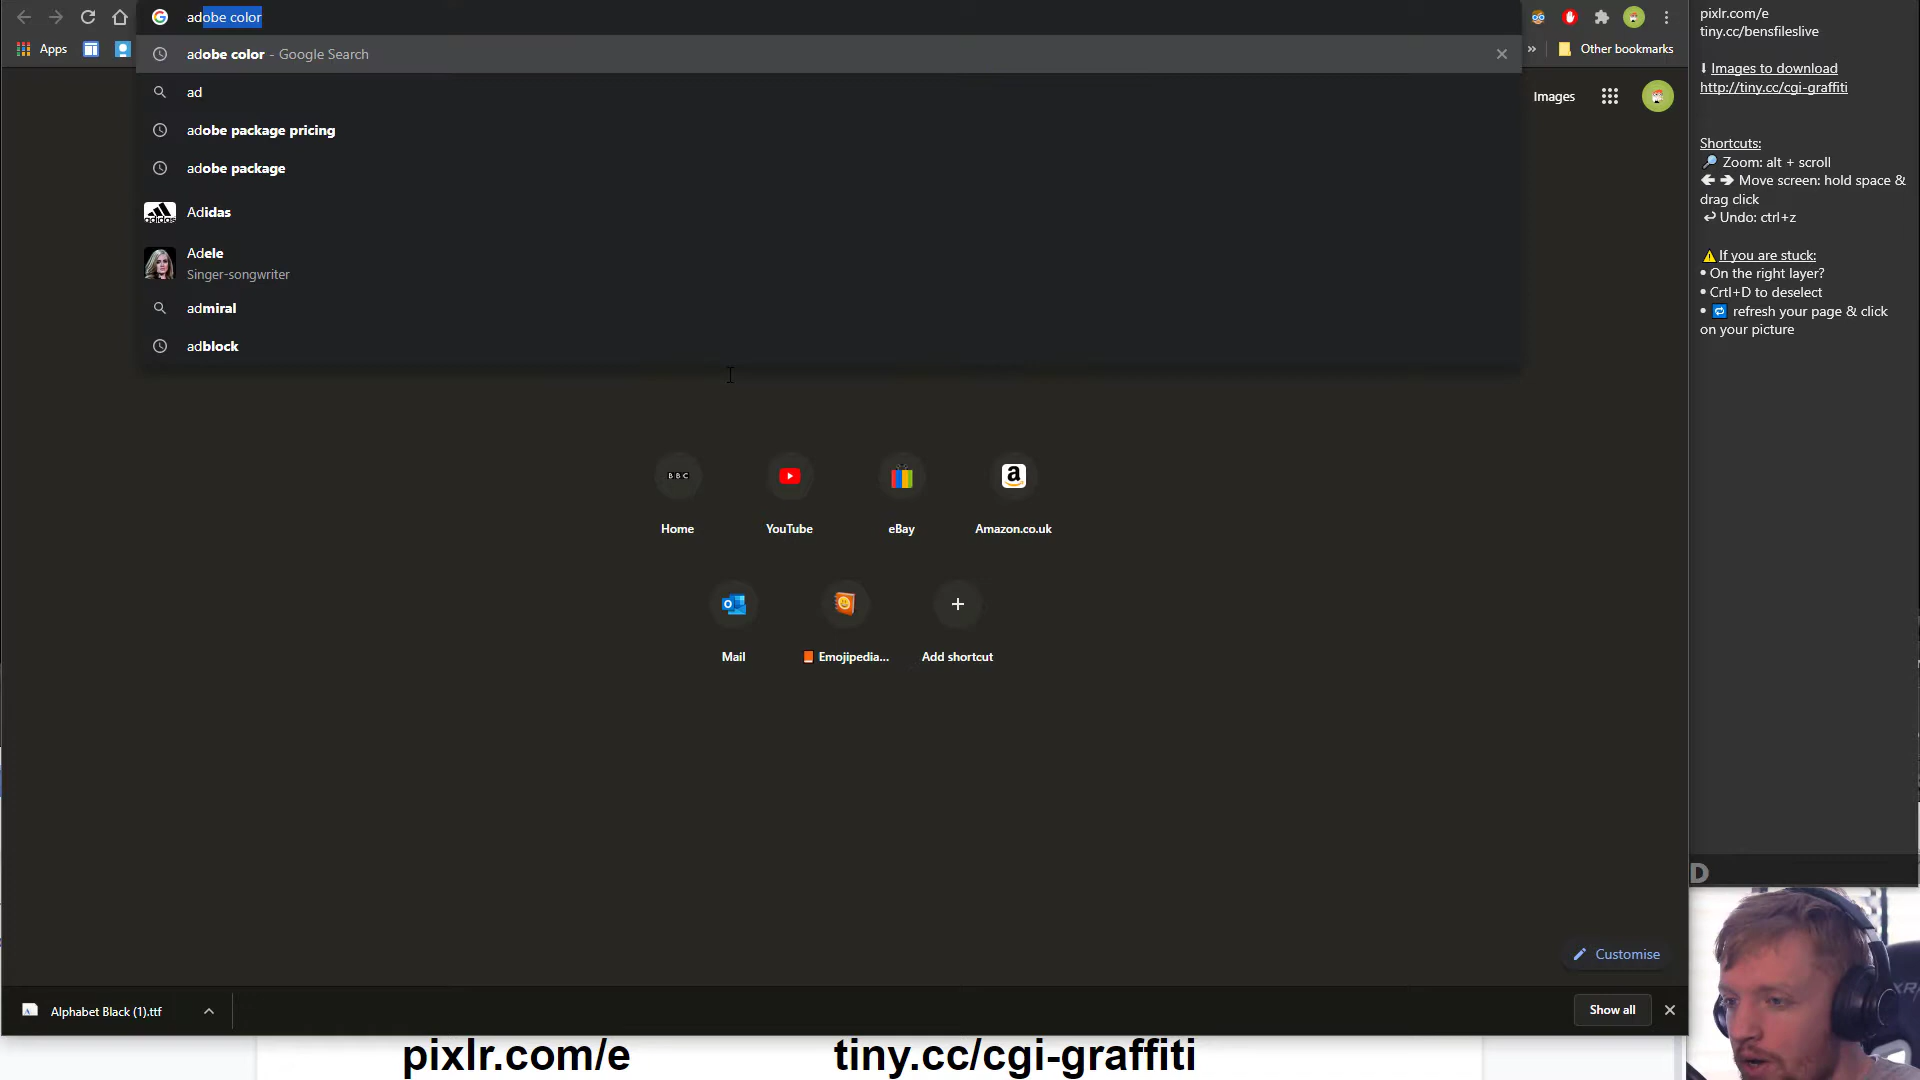 adobe color
Apps
Other bookmarks
adobe color - Google Search
ad
adobe package pricing
adobe package
adidas
Adidas
Adele
Singer-songwriter
admiral
adblock
Images
BBC
Home
YouTube
eBay
Amazon.co.uk
Mail
Emojipedia...
Add shortcut
Customise
Alphabet Black (1).ttf
Show all
pixlr.com/e
tiny.cc/cgi-graffiti
pixlr.com/e
tiny.cc/bensfileslive
Images to download
http://tiny.cc/cgi-graffiti
Shortcuts:
Zoom: alt + scroll
Move screen: hold space &
drag click
Undo: ctrl+z
If you are stuck:
• On the right layer?
• Crtl+D to deselect
• refresh your page & click
on your picture
D